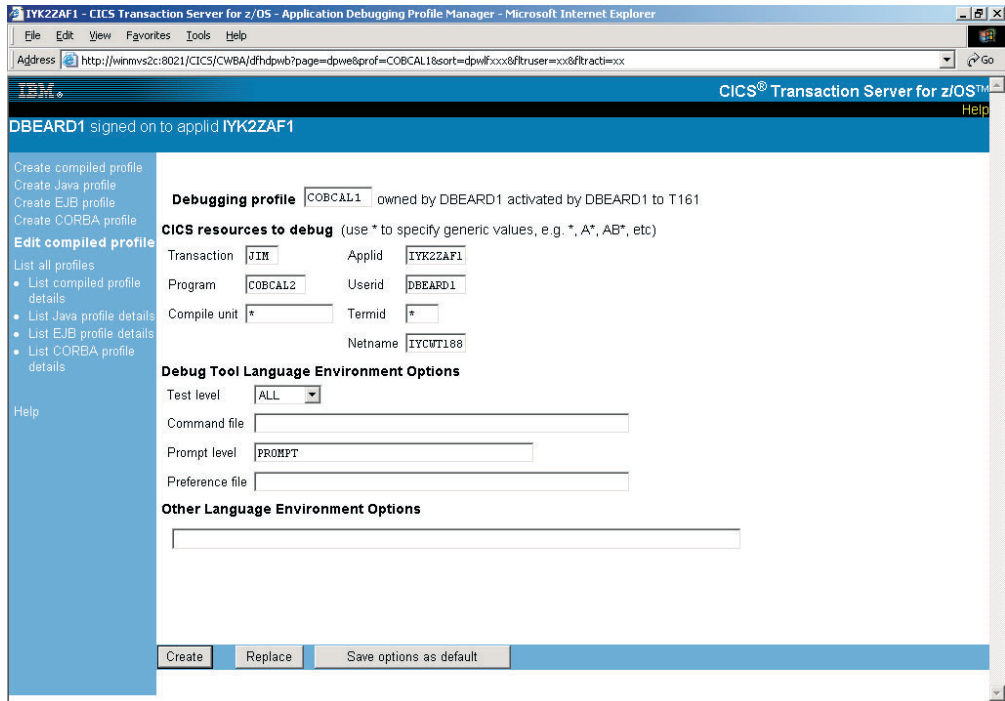 IYK2ZAF1 - CICS Transaction Server for z/OS - Application Debugging Profile Manager - Microsoft Internet Explorer
File Edit View Favorites Tools Help
Address http://winmvs2c:8021/CICS/CWBA/dfhdpwb?page=dpwe&prof=COBCAL1&sort=dpwlfxxx&fltruser=xx&fltracti=xx Go
IBM® CICS® Transaction Server for z/OS™
Help
DBEARD1 signed on to applid IYK2ZAF1
Create compiled profile
Create Java profile
Create EJB profile
Create CORBA profile
Edit compiled profile
List all profiles
• List compiled profile
details
• List Java profile details
• List EJB profile details
• List CORBA profile
details
Help
Debugging profile COBCAL1 owned by DBEARD1 activated by DBEARD1 to T161
CICS resources to debug (use * to specify generic values, e.g. *, A*, AB*, etc)
Transaction JIM Applid IYK2ZAF1
Program COBCAL2 Userid DBEARD1
Compile unit * Termid *
Netname IYCWT188
Debug Tool Language Environment Options
Test level ALL
Command file
Prompt level PROMPT
Preference file
Other Language Environment Options
Create Replace Save options as default